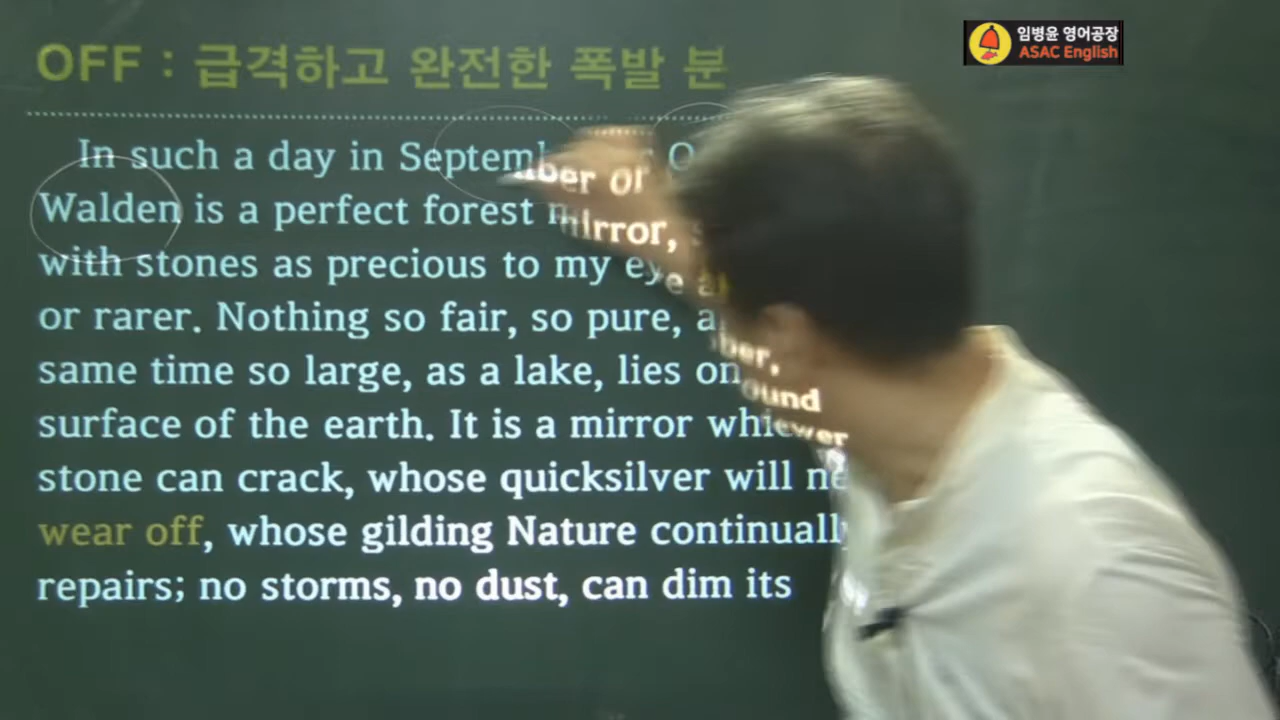 임병윤 영어공장
ASAC English
OFF : 급격하고 완전한 폭발 분
In such a day in September or
Walden is a perfect forest mirror,
with stones as precious to my eye
or rarer. Nothing so fair, so pure,
same time so large, as a lake, lies on
surface of the earth. It is a mirror
stone can crack, whose quicksilver will
wear off, whose gilding Nature continually
repairs; no storms, no dust, can dim its